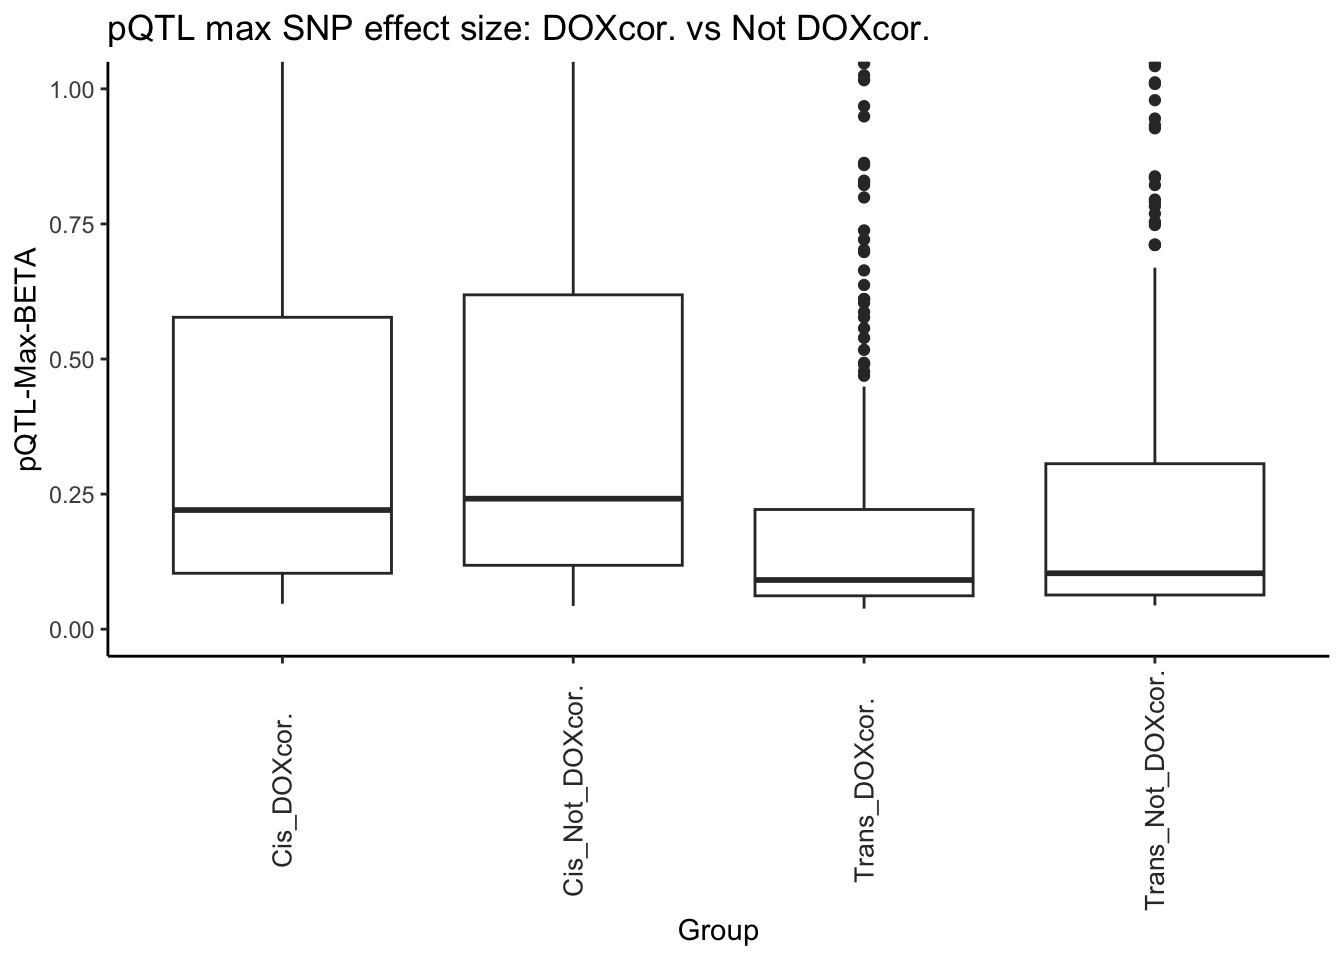 pQTL max SNP effect size: DOXcor. vs Not DOXcor.
pQTL-Max-BETA
1.00
0.75
0.50
0.25
0.00
Cis_DOXcor.
Cis_Not_DOXcor.
Trans_DOXcor.
Trans_Not_DOXcor.
Group